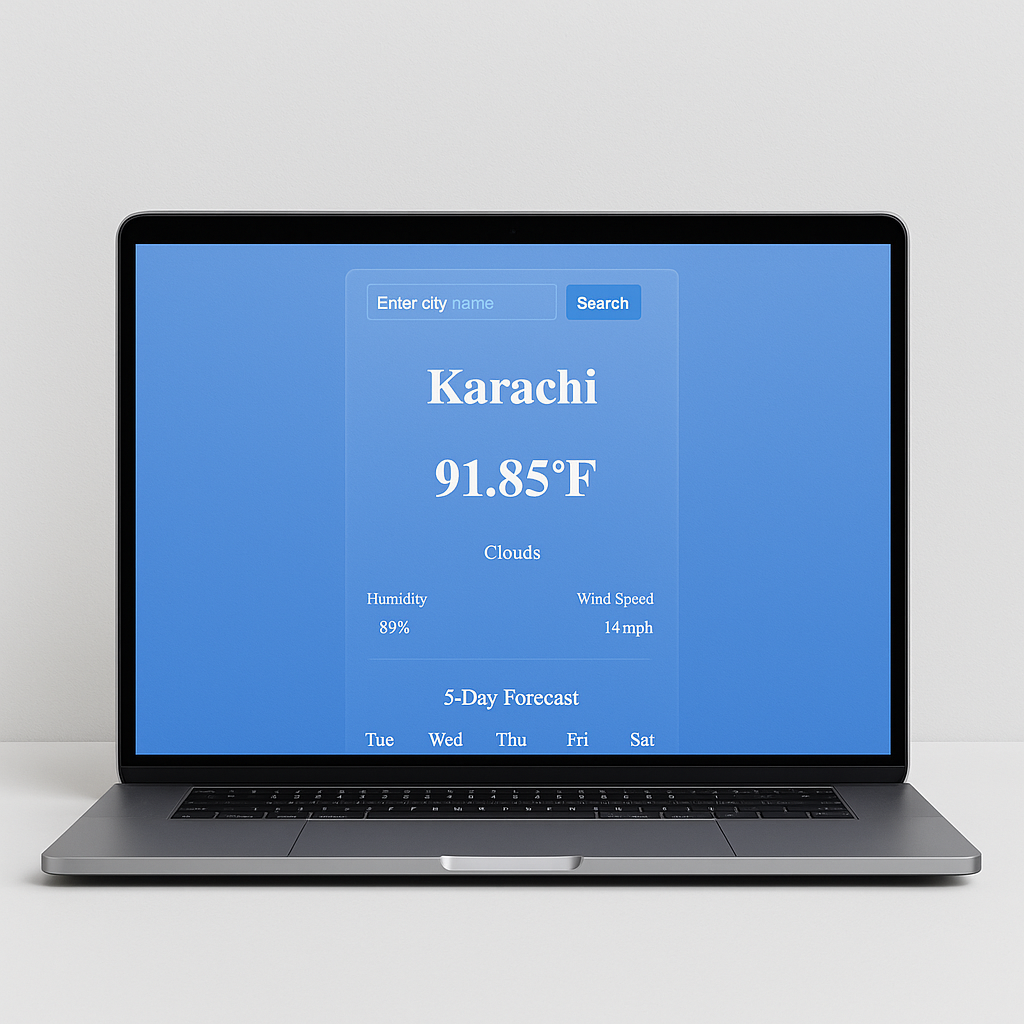 Enter city name Search
Karachi
91.85°F
Clouds
Humidity Wind Speed
89% 14 mph
5-Day Forecast
Tue Wed Thu Fri Sat